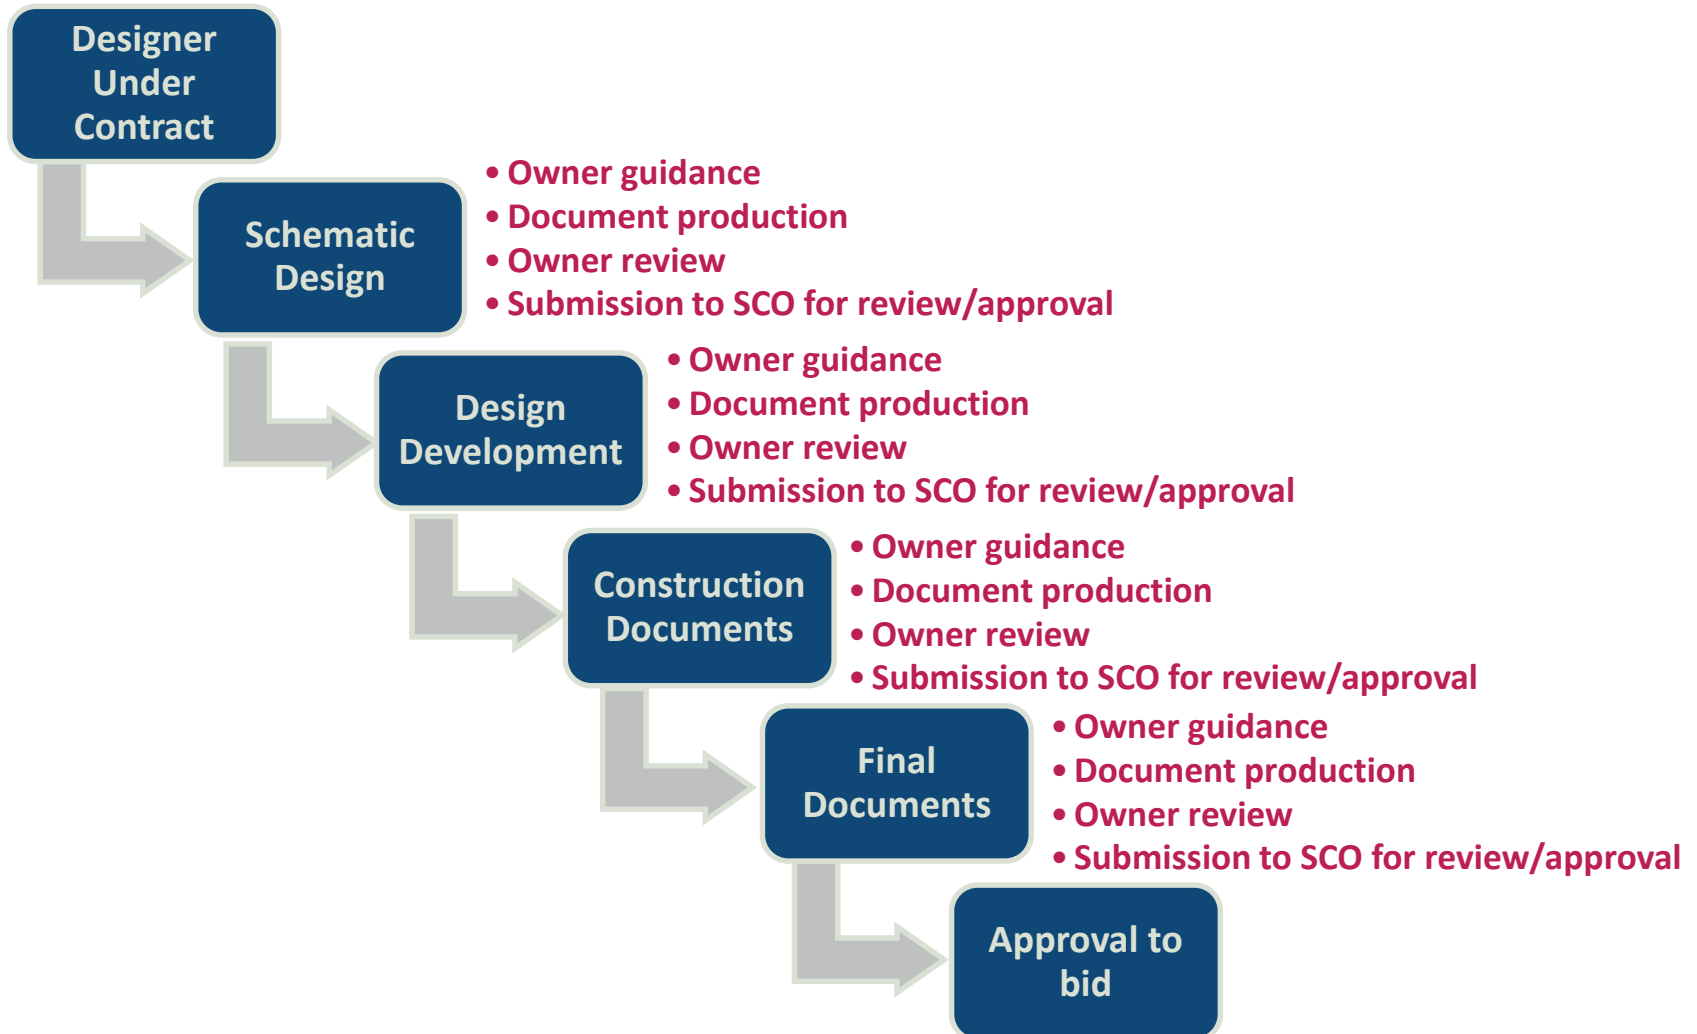 Designer
Under
Contract
Schematic
Design
• Owner guidance
• Document production
• Owner review
• Submission to SCO for review/approval
Design
Development
• Owner guidance
• Document production
• Owner review
• Submission to SCO for review/approval
Construction
Documents
• Owner guidance
• Document production
• Owner review
• Submission to SCO for review/approval
Final
Documents
• Owner guidance
• Document production
• Owner review
• Submission to SCO for review/approval
Approval to
bid